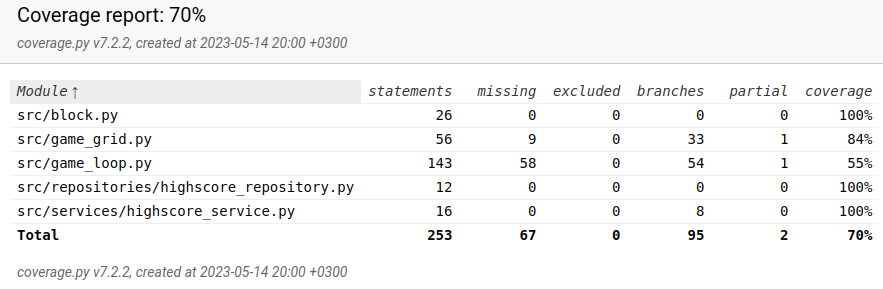 Coverage report: 70%
coverage.py v7.2.2, created at 2023-05-14 20:00 +0300
Module ↑ statements missing excluded branches partial coverage
src/block.py 26 0 0 0 0 100%
src/game_grid.py 56 9 0 33 1 84%
src/game_loop.py 143 58 0 54 1 55%
src/repositories/highscore_repository.py 12 0 0 0 0 100%
src/services/highscore_service.py 16 0 0 8 0 100%
Total 253 67 0 95 2 70%
coverage.py v7.2.2, created at 2023-05-14 20:00 +0300